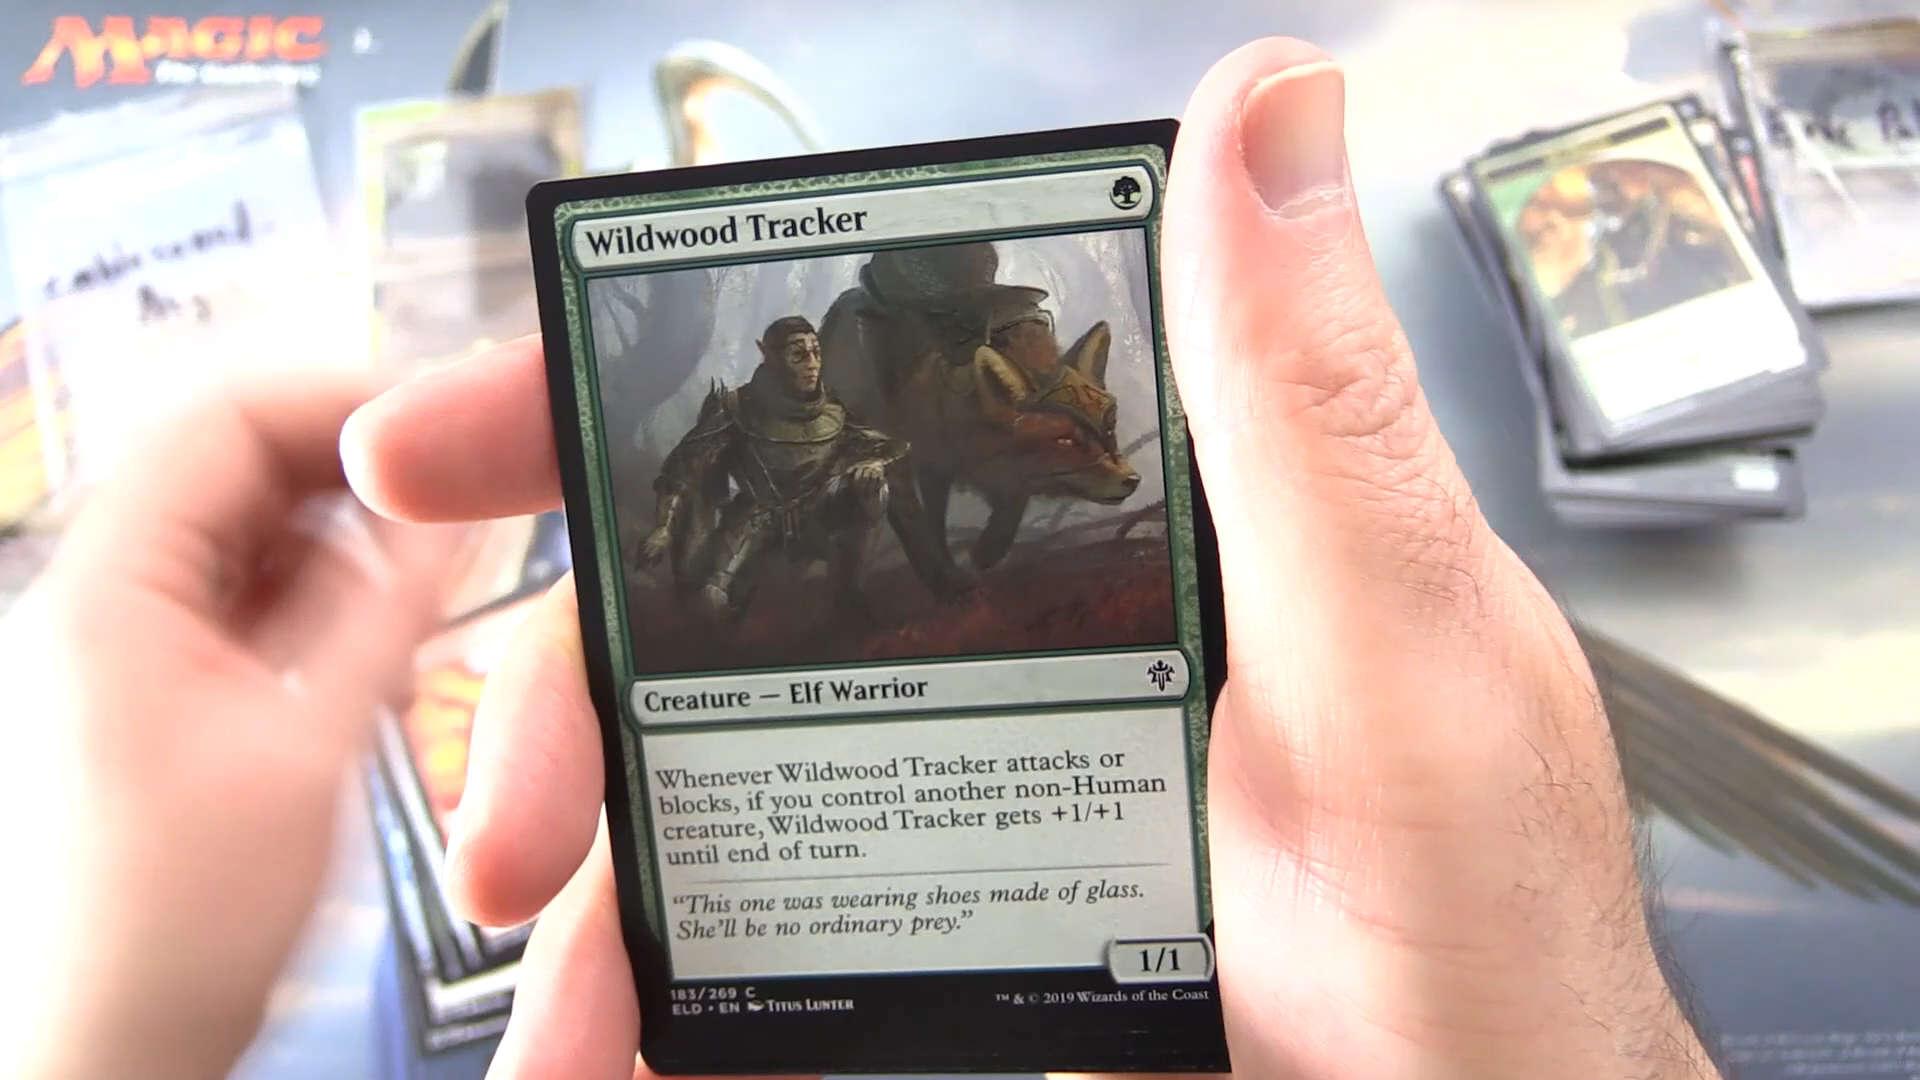 MAGIC
Wildwood Tracker
Creature — Elf Warrior
Whenever Wildwood Tracker attacks or
blocks, if you control another non-Human
creature, Wildwood Tracker gets +1/+1
until end of turn.
“This one was wearing shoes made of glass.
She’ll be no ordinary prey.”
1/1
183/269 C
ELD • EN TITUS LUNTER
™ & © 2019 Wizards of the Coast